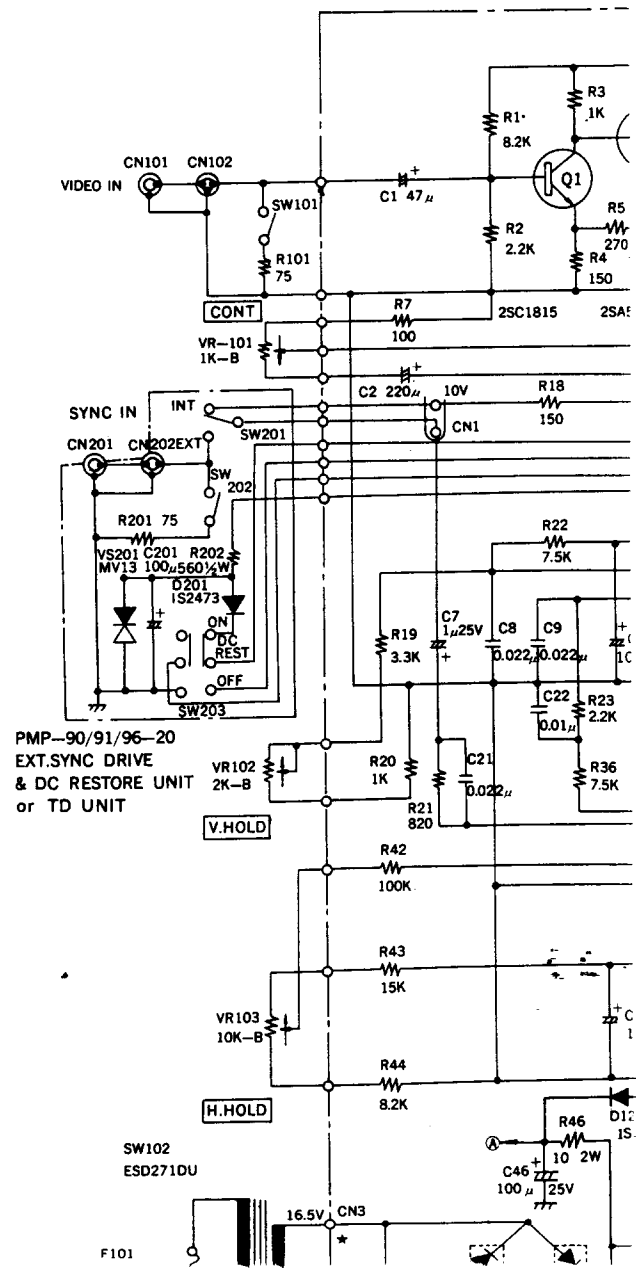 R3
1K
R1
8.2K
CN101 CN102
VIDEO IN
Q1
C1 47μ
SW101
R5
270
R2
2.2K
R101
75
R4
150
CONT
R7
100
2SC1815
VR-101
1K-B
C2 220μ 10V
R18
150
INT
SYNC IN
CN1
SW201
CN201 CN202 EXT
SW
202
R201 75
R22
7.5K
VS201 C201 R202
MV13 100μ 560½W
D201
IS2473
ON
DC
REST
OFF
SW203
R19
3.3K
C7
1μ25V
C8
0.022μ
C9
0.022μ
C22
0.01μ
R23
2.2K
PMP-90/91/96-20
EXT.SYNC DRIVE
& DC RESTORE UNIT
or TD UNIT
VR102
2K-B
R20
1K
C21
0.022μ
R36
7.5K
R21
820
V.HOLD
R42
100K
R43
15K
VR103
10K-B
R44
8.2K
H.HOLD
D12
1S
R46
10 2W
A
SW102
ESD271DU
C46
100μ 25V
16.5V CN3
★
F101